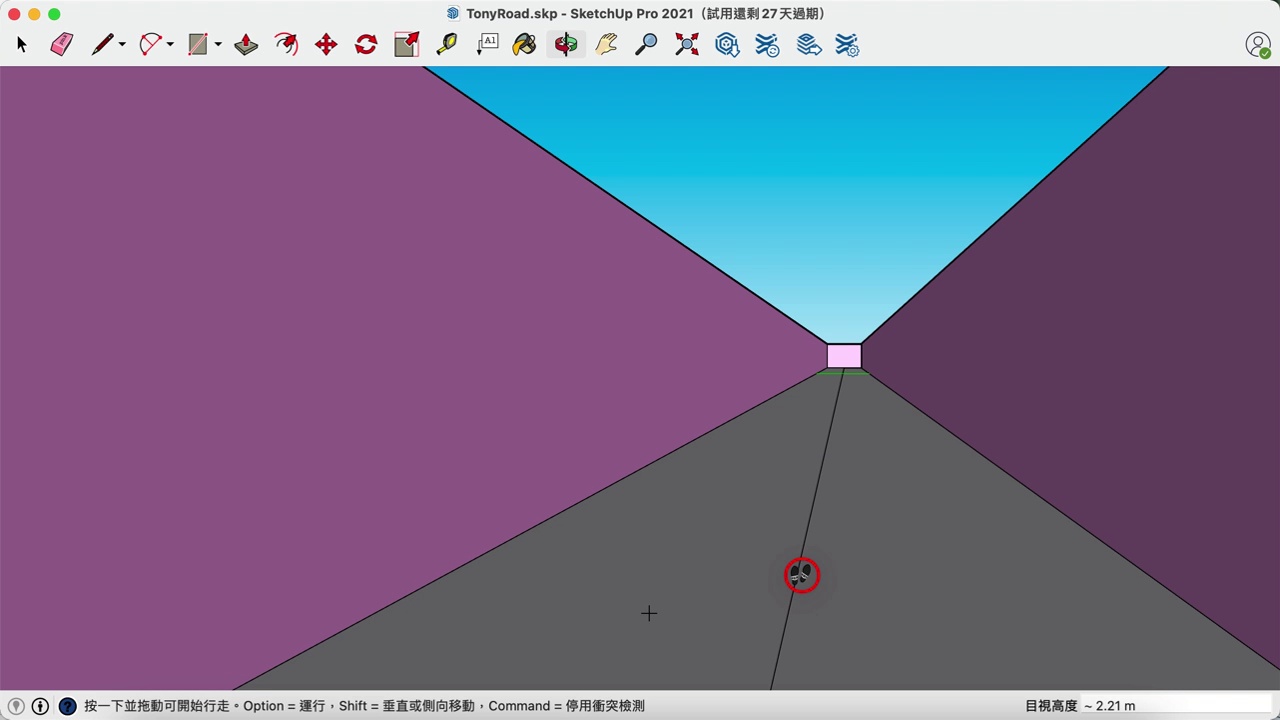 TonyRoad.skp - SketchUp Pro 2021（試用還剩 27 天過期）
A1
按一下並拖動可開始行走。Option = 運行，Shift = 垂直或側向移動，Command = 停用衝突檢測
目視高度 ~ 2.21 m